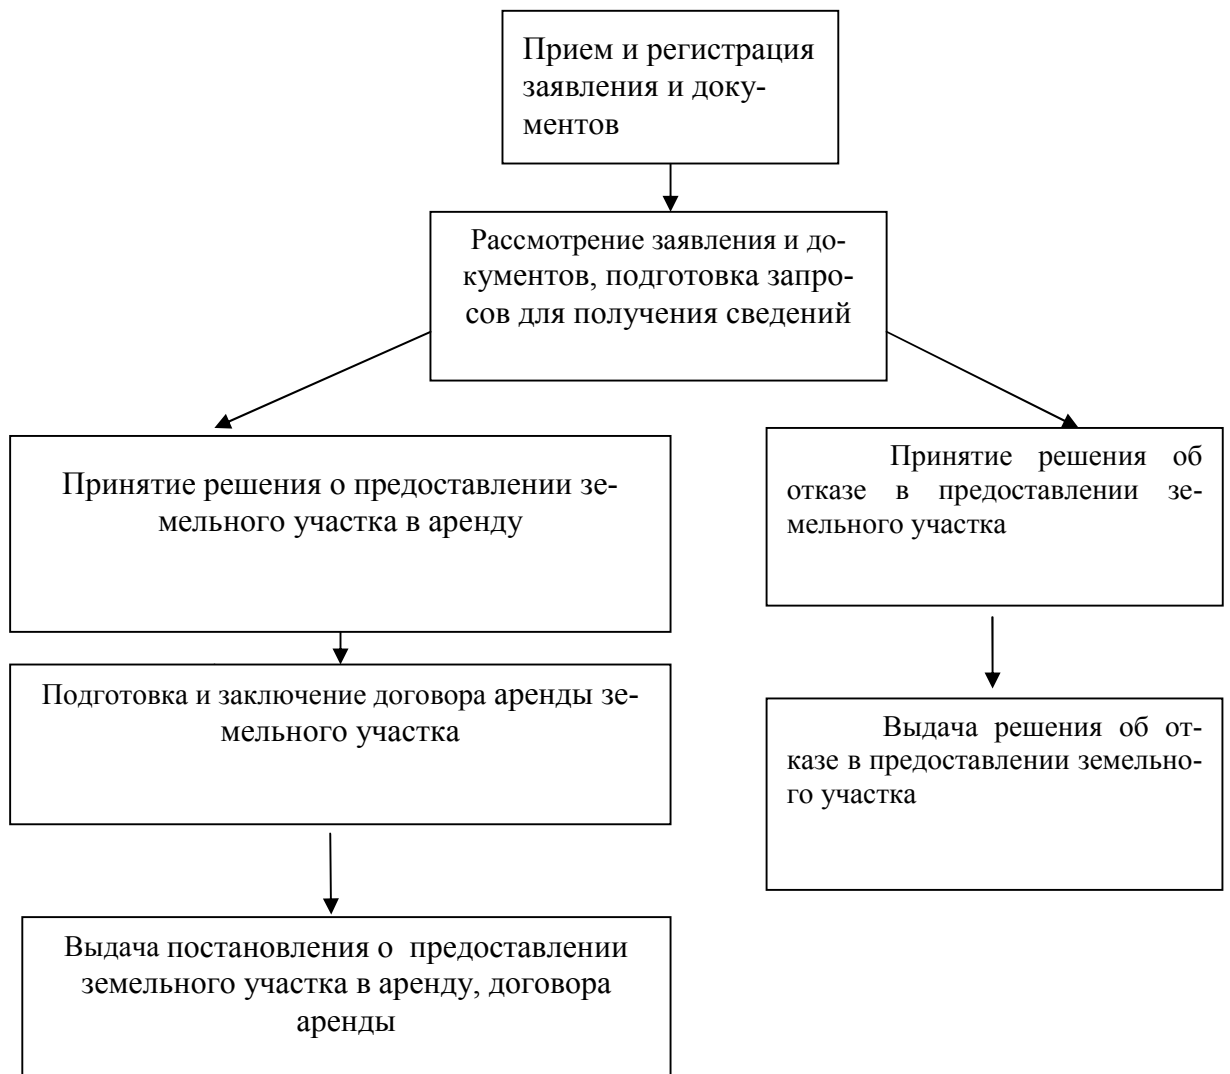 Прием и регистрация
заявления и доку-
ментов
Рассмотрение заявления и до-
кументов, подготовка запро-
сов для получения сведений
Принятие решения о предоставлении зе-
мельного участка в аренду
Принятие решения об
отказе в предоставлении зе-
мельного участка
Подготовка и заключение договора аренды зе-
мельного участка
Выдача решения об от-
казе в предоставлении земельно-
го участка
Выдача постановления о предоставлении
земельного участка в аренду, договора
аренды